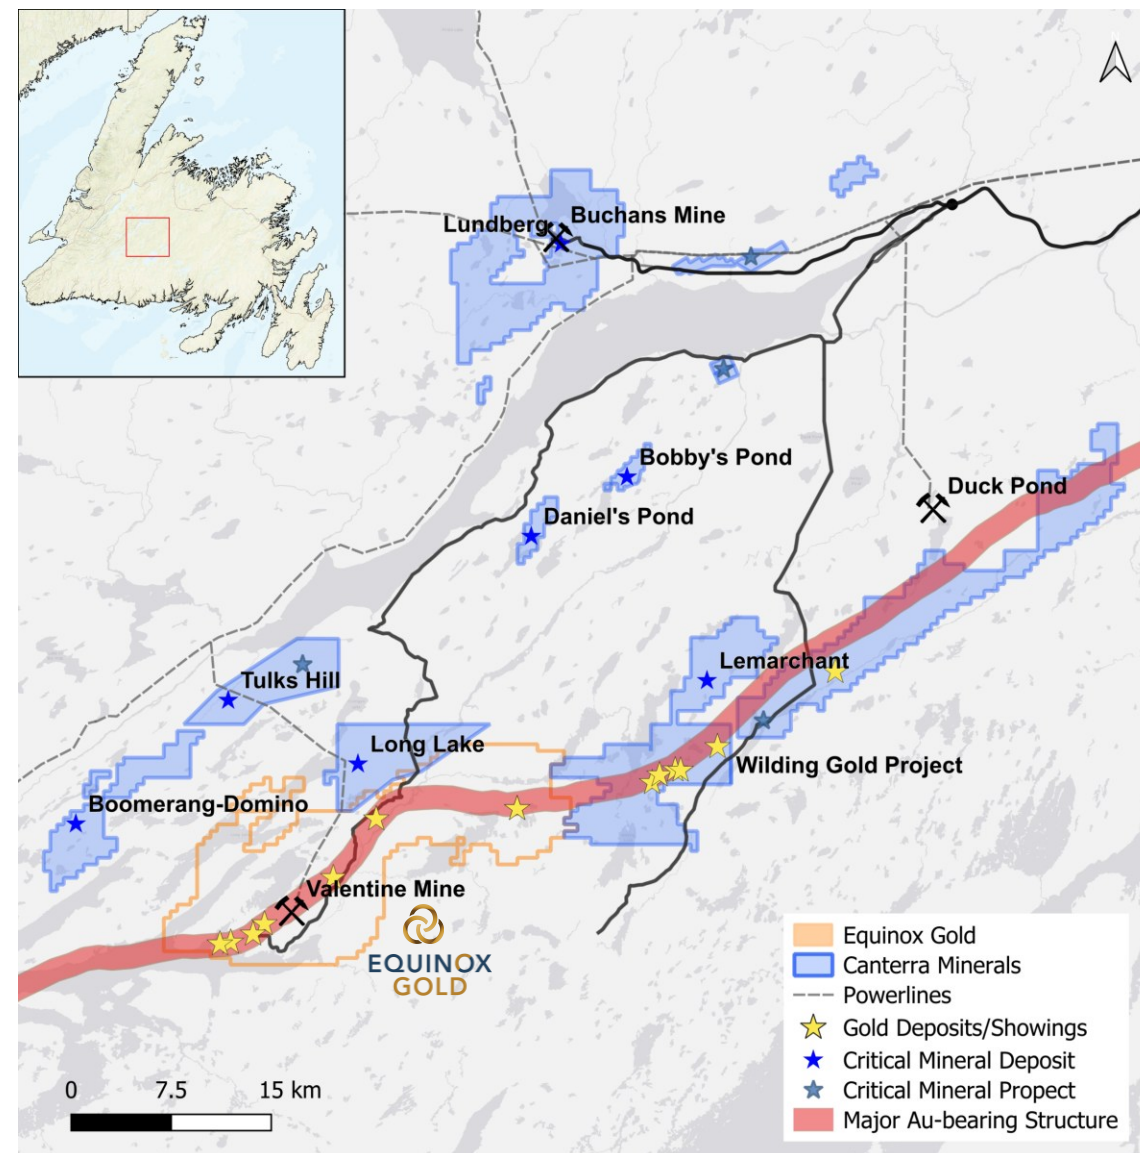 Buchans Mine
Lundberg
Bobby's Pond
Duck Pond
Daniel's Pond
Lemarchant
Tulks Hill
Long Lake
Wilding Gold Project
Boomerang-Domino
Valentine Mine
EQUINOX
GOLD
Equinox Gold
Canterra Minerals
Powerlines
Gold Deposits/Showings
Critical Mineral Deposit
Critical Mineral Propect
Major Au-bearing Structure
0 7.5 15 km